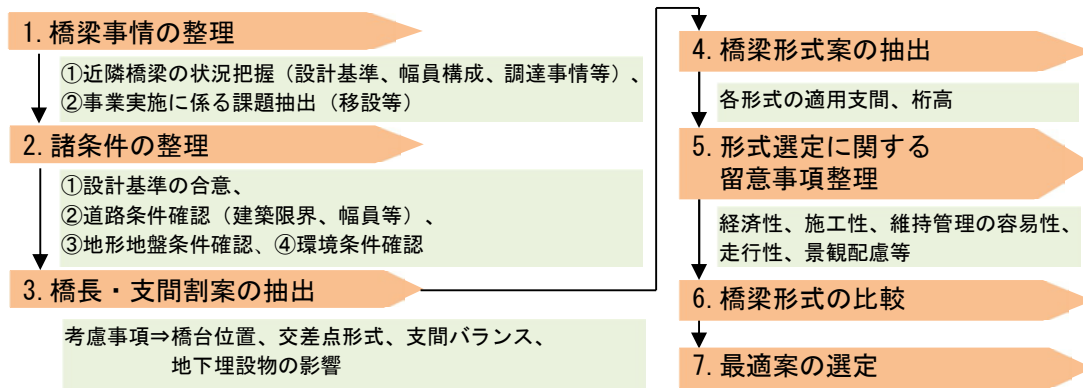 1. 橋梁事情の整理
①近隣橋梁の状況把握（設計基準、幅員構成、調達事情等）、
②事業実施に係る課題抽出（移設等）
2. 諸条件の整理
①設計基準の合意、
②道路条件確認（建築限界、幅員等）、
③地形地盤条件確認、④環境条件確認
3. 橋長・支間割案の抽出
考慮事項⇒橋台位置、交差点形式、支間バランス、
地下埋設物の影響
4. 橋梁形式案の抽出
各形式の適用支間、桁高
5. 形式選定に関する
留意事項整理
経済性、施工性、維持管理の容易性、
走行性、景観配慮等
6. 橋梁形式の比較
7. 最適案の選定